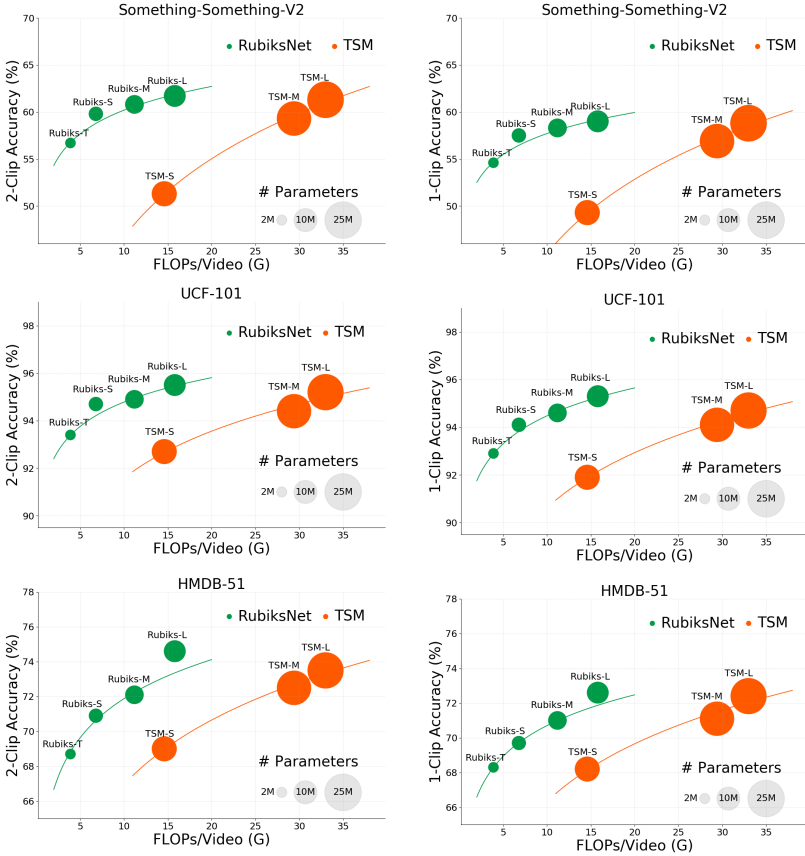 Something-Something-V2
70
65
60
55
50
2-Clip Accuracy (%)
RubiksNet
TSM
Rubiks-T
Rubiks-S
Rubiks-M
Rubiks-L
TSM-S
TSM-M
TSM-L
# Parameters
2M
10M
25M
5 10 15 20 25 30 35
FLOPs/Video (G)
Something-Something-V2
70
65
60
55
50
1-Clip Accuracy (%)
RubiksNet
TSM
Rubiks-T
Rubiks-S
Rubiks-M
Rubiks-L
TSM-S
TSM-M
TSM-L
# Parameters
2M
10M
25M
5 10 15 20 25 30 35
FLOPs/Video (G)
UCF-101
98
96
94
92
90
2-Clip Accuracy (%)
RubiksNet
TSM
Rubiks-T
Rubiks-S
Rubiks-M
Rubiks-L
TSM-S
TSM-M
TSM-L
# Parameters
2M
10M
25M
5 10 15 20 25 30 35
FLOPs/Video (G)
UCF-101
98
96
94
92
90
1-Clip Accuracy (%)
RubiksNet
TSM
Rubiks-T
Rubiks-S
Rubiks-M
Rubiks-L
TSM-S
TSM-M
TSM-L
# Parameters
2M
10M
25M
5 10 15 20 25 30 35
FLOPs/Video (G)
HMDB-51
78
76
74
72
70
68
66
2-Clip Accuracy (%)
RubiksNet
TSM
Rubiks-T
Rubiks-S
Rubiks-M
Rubiks-L
TSM-S
TSM-M
TSM-L
# Parameters
2M
10M
25M
5 10 15 20 25 30 35
FLOPs/Video (G)
HMDB-51
78
76
74
72
70
68
66
1-Clip Accuracy (%)
RubiksNet
TSM
Rubiks-T
Rubiks-S
Rubiks-M
Rubiks-L
TSM-S
TSM-M
TSM-L
# Parameters
2M
10M
25M
5 10 15 20 25 30 35
FLOPs/Video (G)